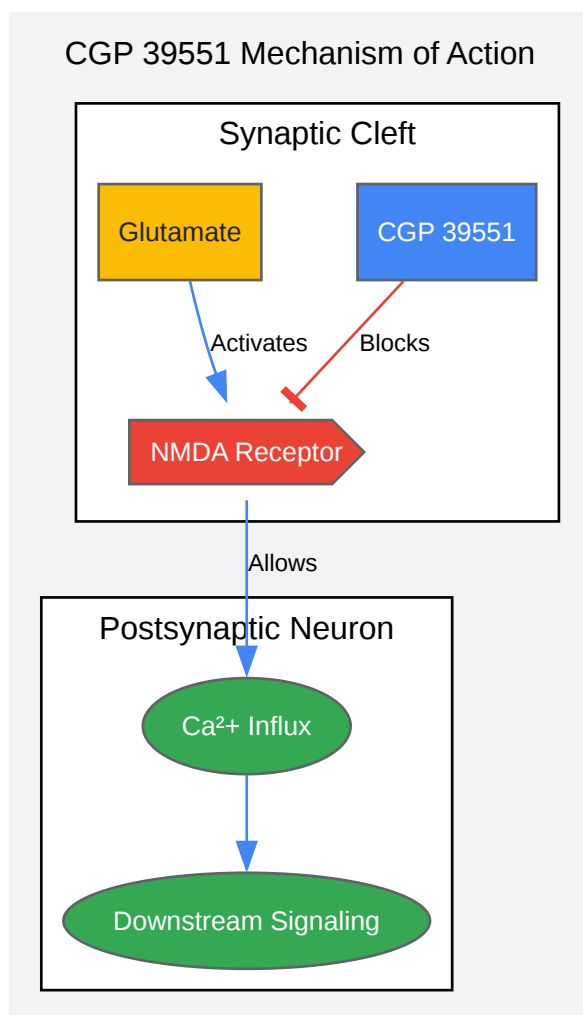 CGP 39551 Mechanism of Action
Synaptic Cleft
Glutamate
CGP 39551
Activates
Blocks
NMDA Receptor
Allows
Postsynaptic Neuron
Ca²+ Influx
Downstream Signaling